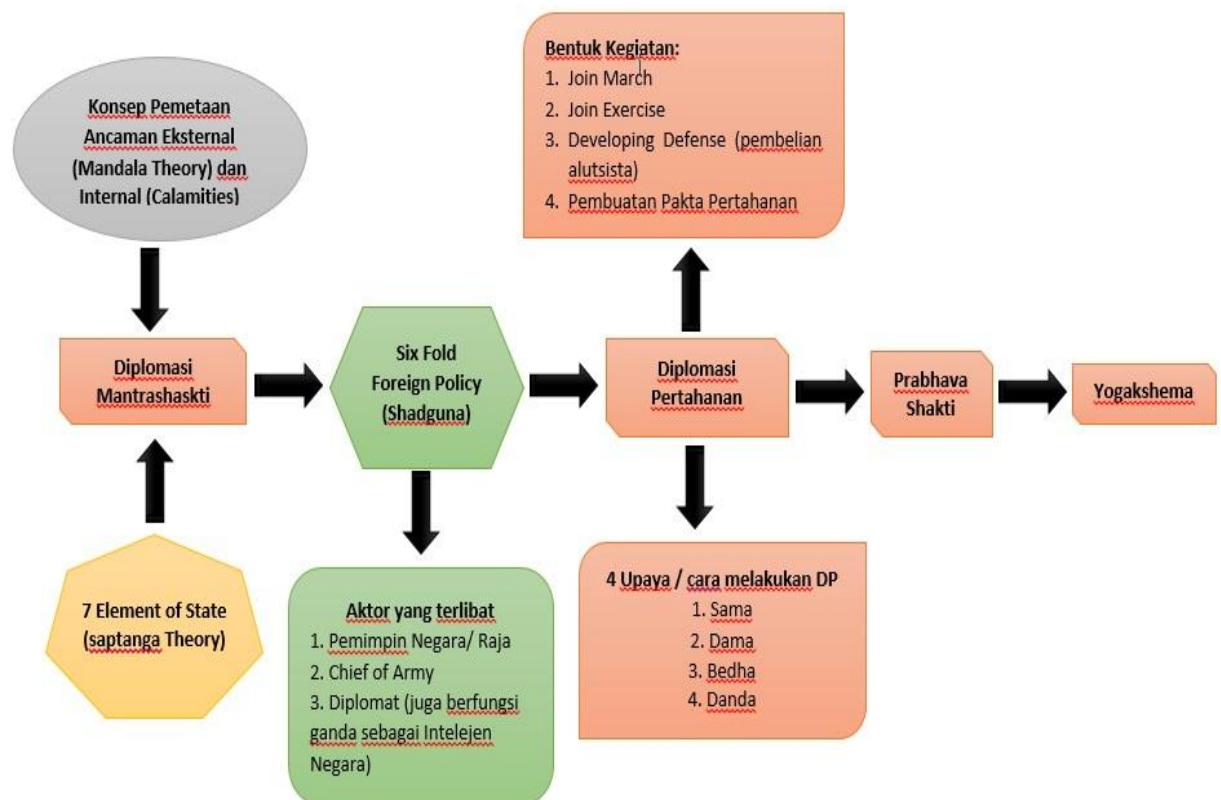 Bentuk Kegiatan:
1. Join March
2. Join Exercise
3. Developing Defense (pembelian
alutsista)
4. Pembuatan Pakta Pertahanan
Konsep Pemetaan
Ancaman Eksternal
(Mandala Theory) dan
Internal (Calamities)
Diplomasi
Mantrashaskti
Six Fold
Foreign Policy
(Shadguna)
Diplomasi
Pertahanan
Prabhava
Shakti
Yogakshema
7 Element of State
(saptanga Theory)
Aktor yang terlibat
1. Pemimpin Negara/ Raja
2. Chief of Army
3. Diplomat (juga berfungsi
ganda sebagai Intelejen
Negara)
4 Upaya / cara melakukan DP
1. Sama
2. Dama
3. Bedha
4. Danda